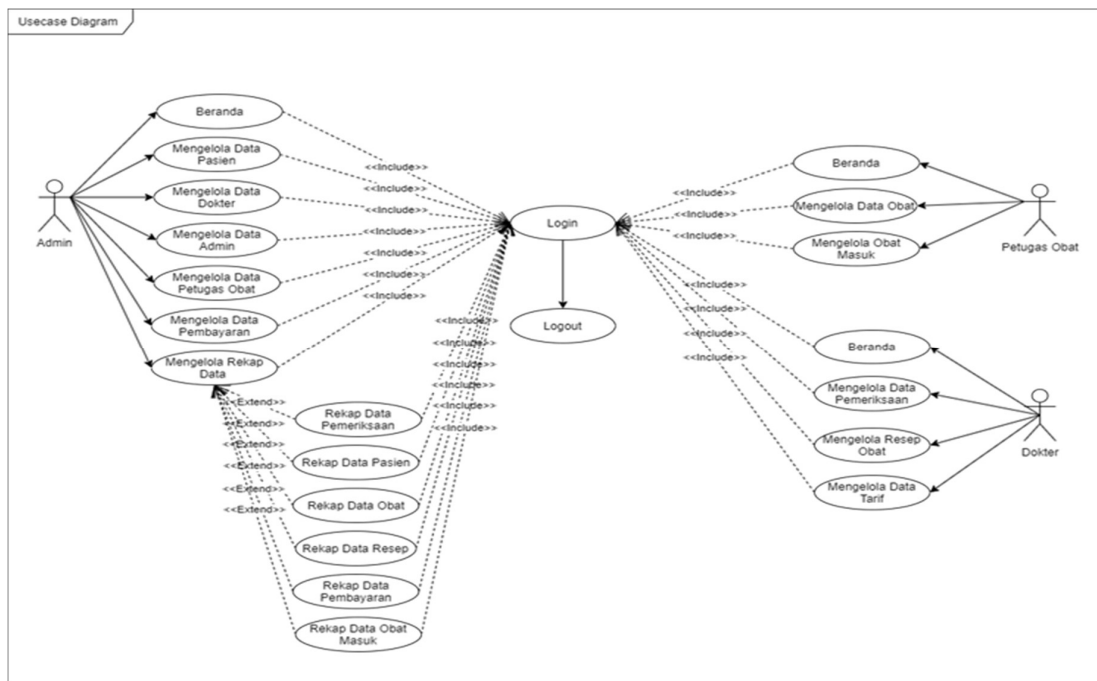 Usecase Diagram
Beranda
Mengelola Data
Pasien
Mengelola Data
Dokter
Mengelola Data
Admin
Mengelola Data
Petugas Obat
Mengelola Data
Pembayaran
Mengelola Rekap
Data
Admin
<<Include>>
<<Include>>
<<Include>>
<<Include>>
<<Include>>
<<Include>>
<<Include>>
Login
Logout
<<Include>>
<<Include>>
<<Include>>
<<Include>>
<<Include>>
<<Include>>
<<Extend>>
<<Extend>>
<<Extend>>
<<Extend>>
<<Extend>>
Rekap Data
Pemeriksaan
Rekap Data Pasien
Rekap Data Obat
Rekap Data Resep
Rekap Data
Pembayaran
Rekap Data Obat
Masuk
<<Include>>
<<Include>>
<<Include>>
Beranda
Mengelola Data Obat
Mengelola Obat
Masuk
Petugas Obat
<<Include>>
<<Include>>
<<Include>>
<<Include>>
Beranda
Mengelola Data
Pemeriksaan
Mengelola Resep
Obat
Mengelola Data
Tarif
Dokter